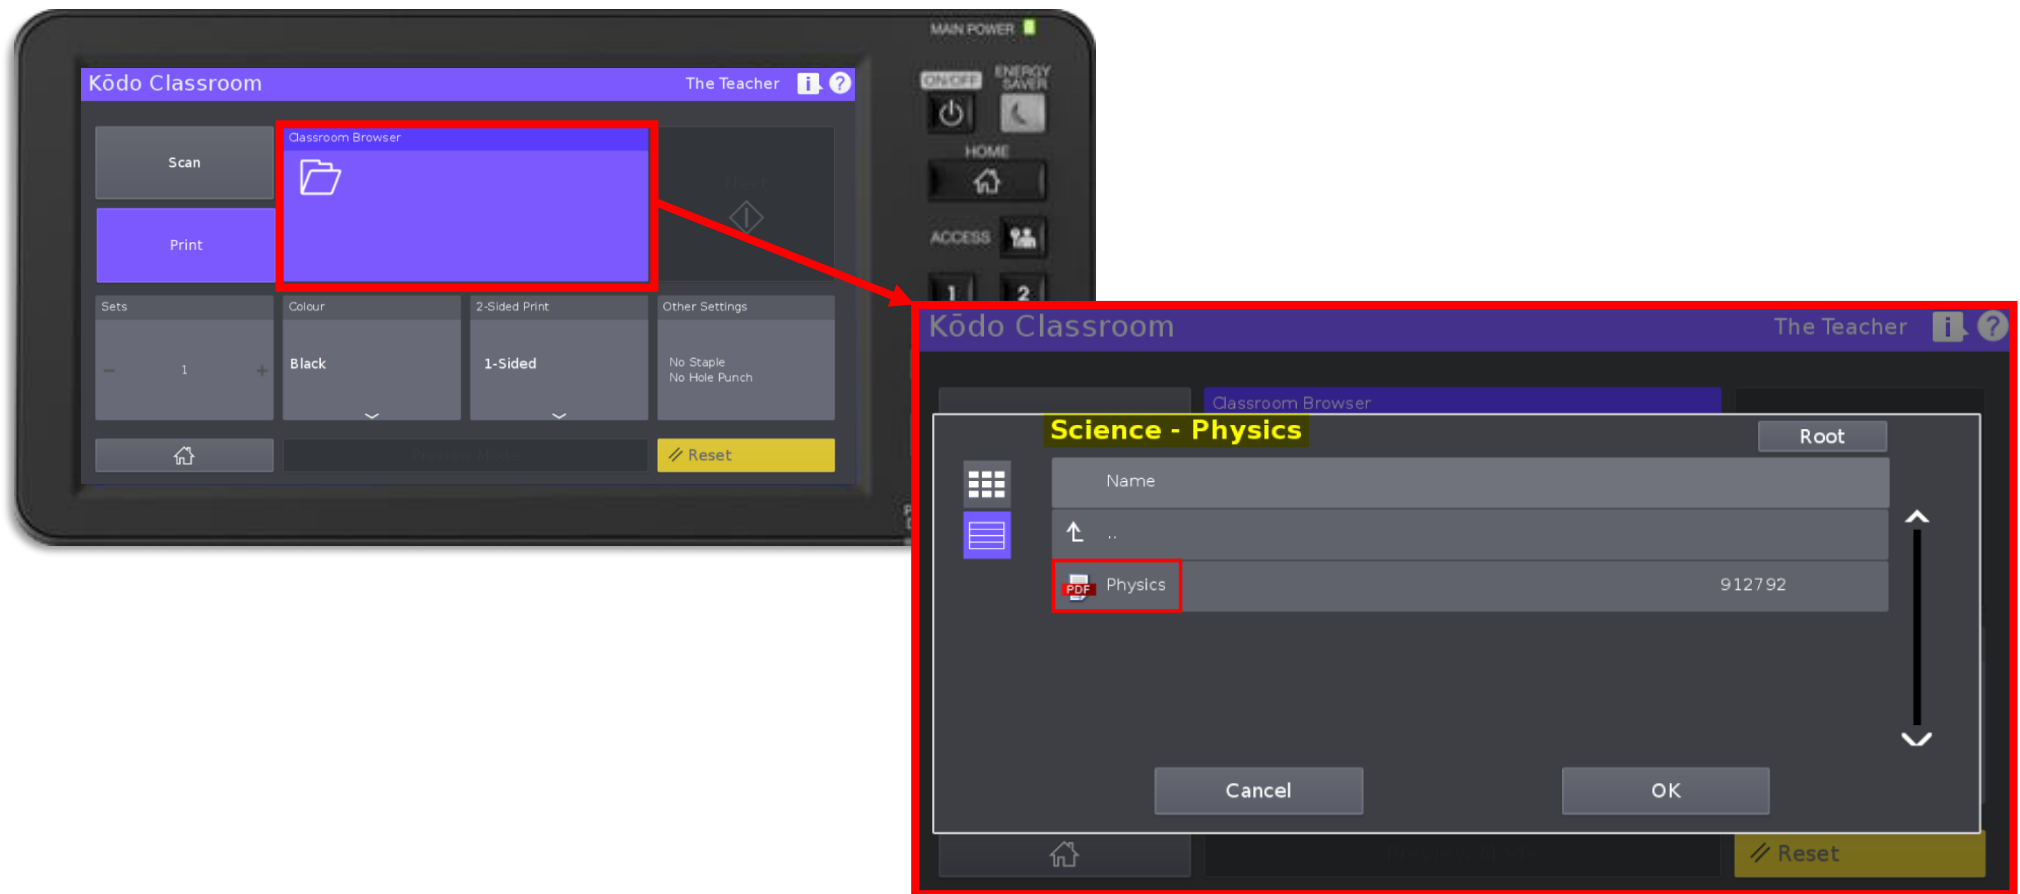 MAIN POWER
Kōdo Classroom
The Teacher
i ?
ON/OFF
ENERGY
SAVER
Scan
Classroom Browser
HOME
Print
ACCESS
1 2
Sets
Colour
2-Sided Print
Other Settings
- 1 +
Black
1-Sided
No Staple
No Hole Punch
Reset
Kōdo Classroom
The Teacher
i ?
Classroom Browser
Science - Physics
Root
Name
..
PDF Physics 912792
Cancel
OK
Reset